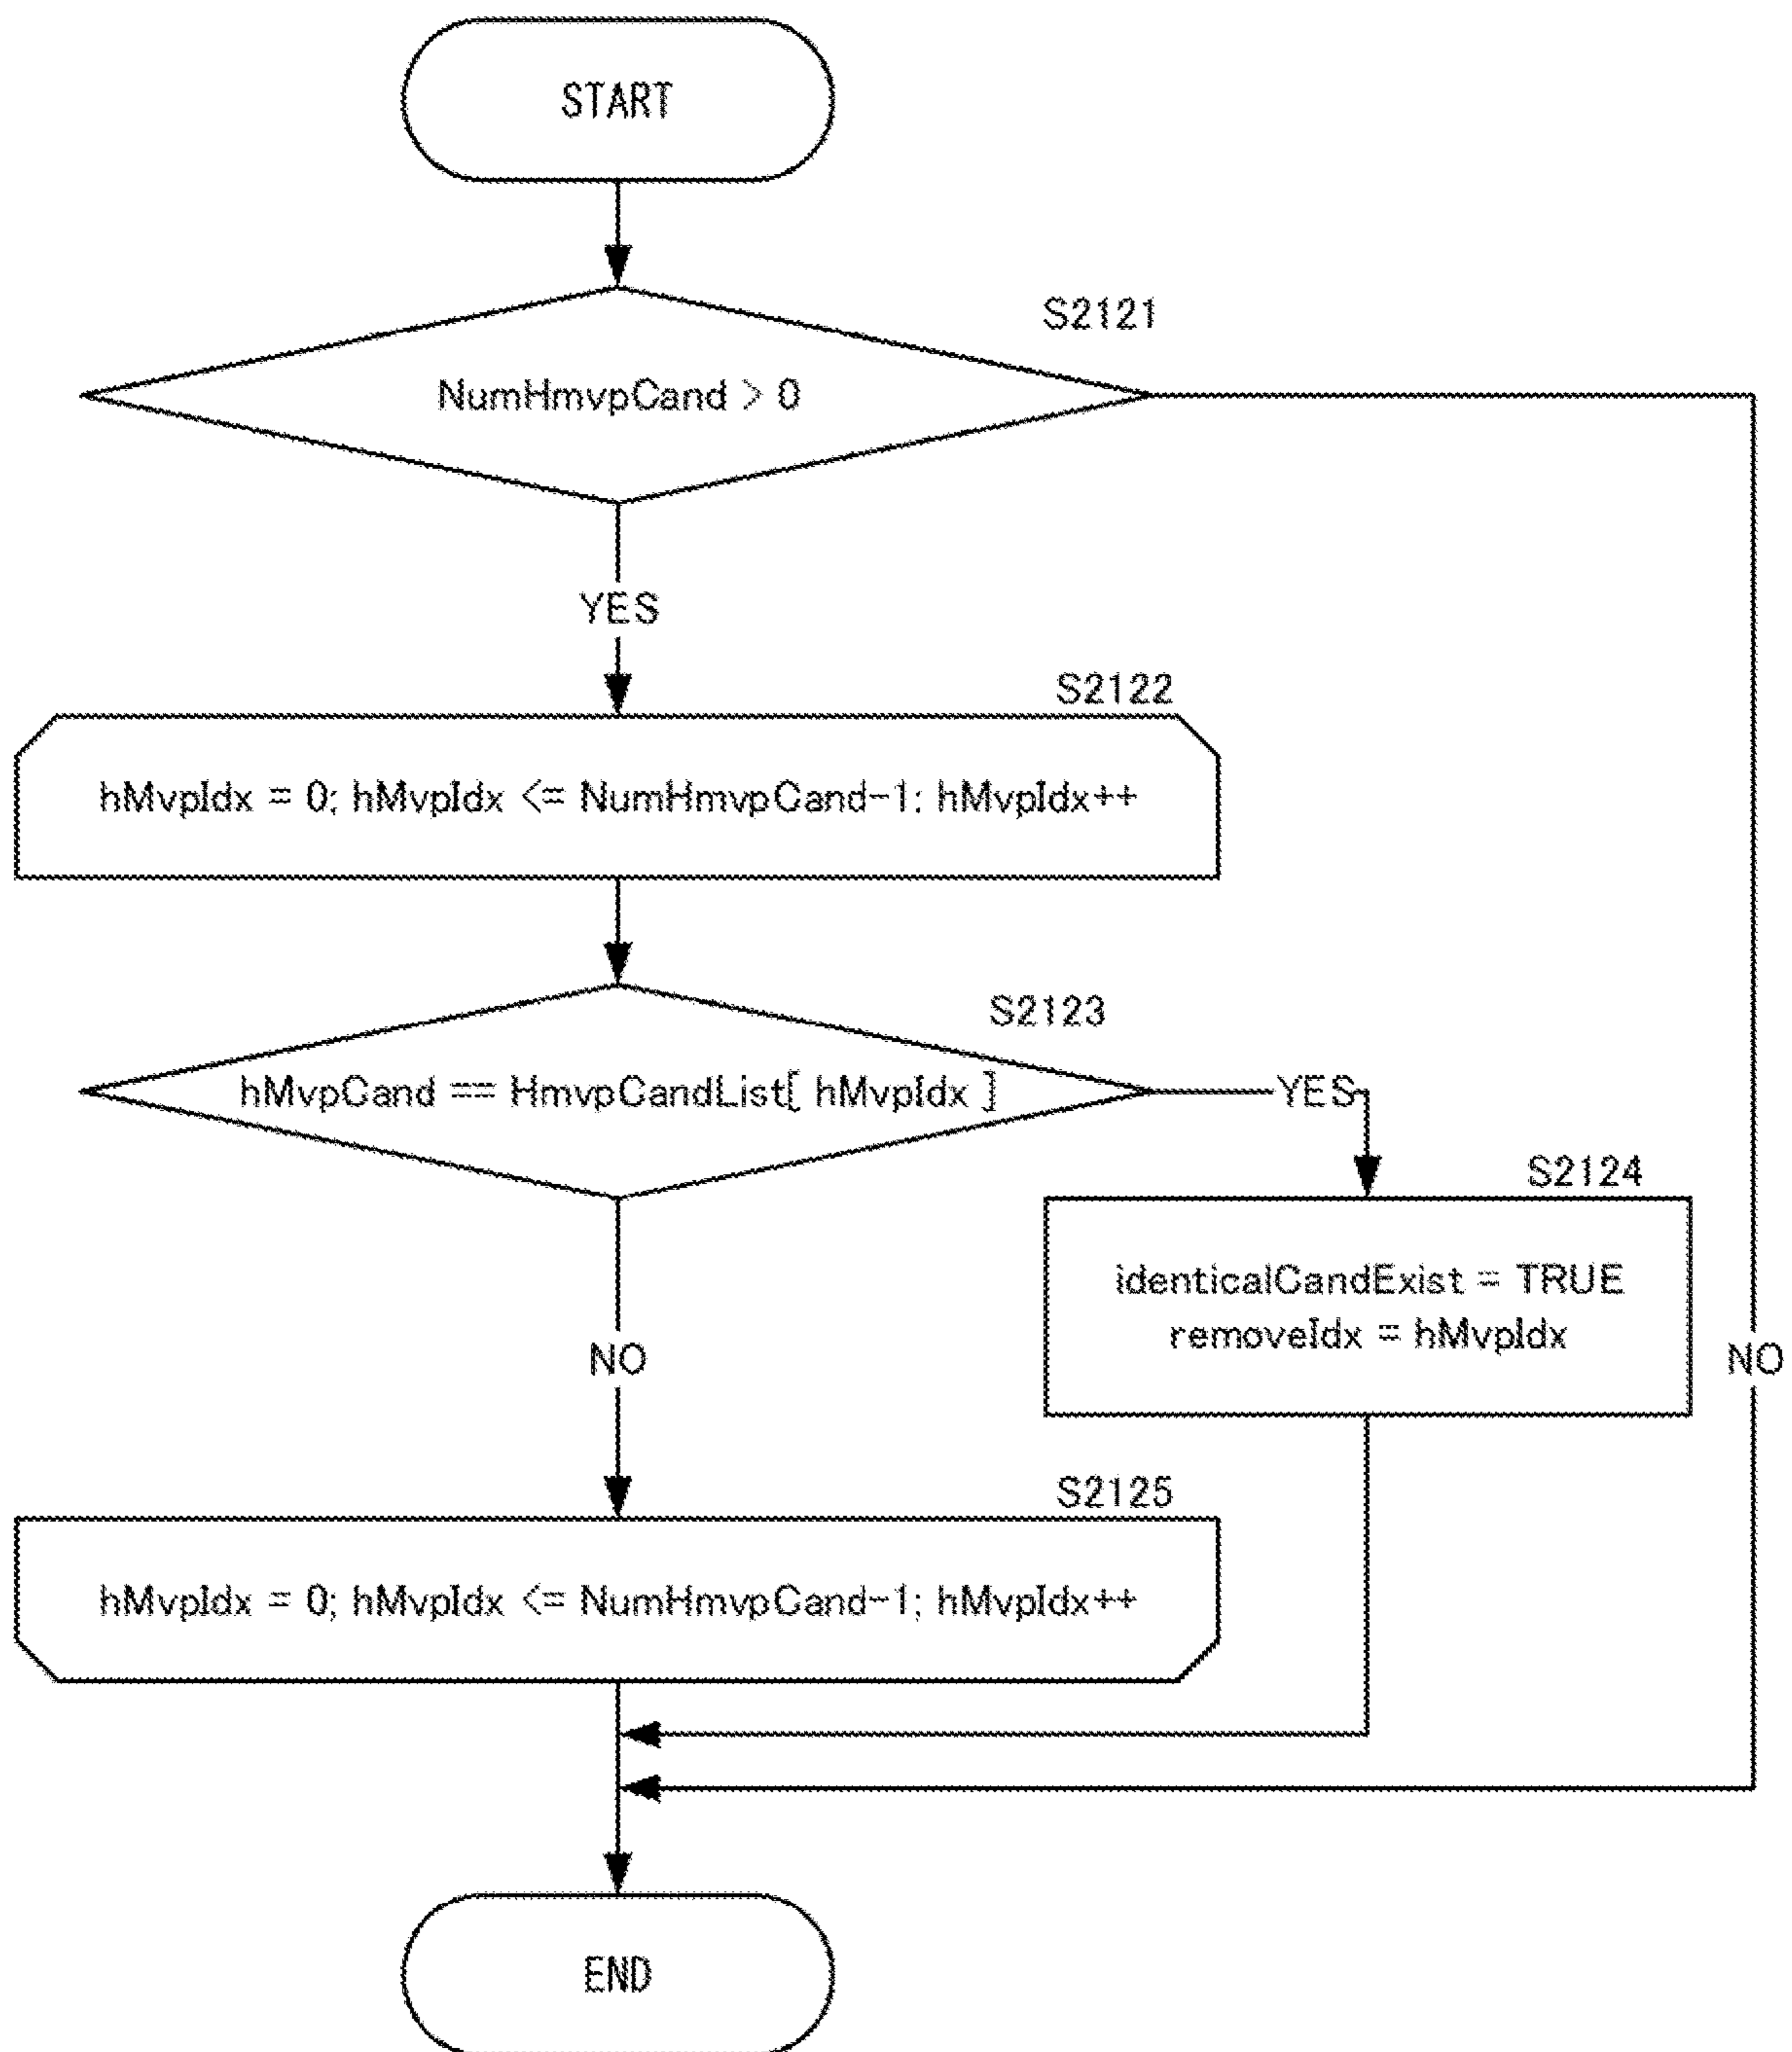 START
S2121
NumHmvpCand > 0
YES
S2122
hMvpIdx = 0; hMvpIdx <= NumHmvpCand-1; hMvpIdx++
S2123
hMvpCand == HmvpCandList[ hMvpIdx ]
YES
S2124
identicalCandExist = TRUE
removeIdx = hMvpIdx
NO
NO
S2125
hMvpIdx = 0; hMvpIdx <= NumHmvpCand-1; hMvpIdx++
END